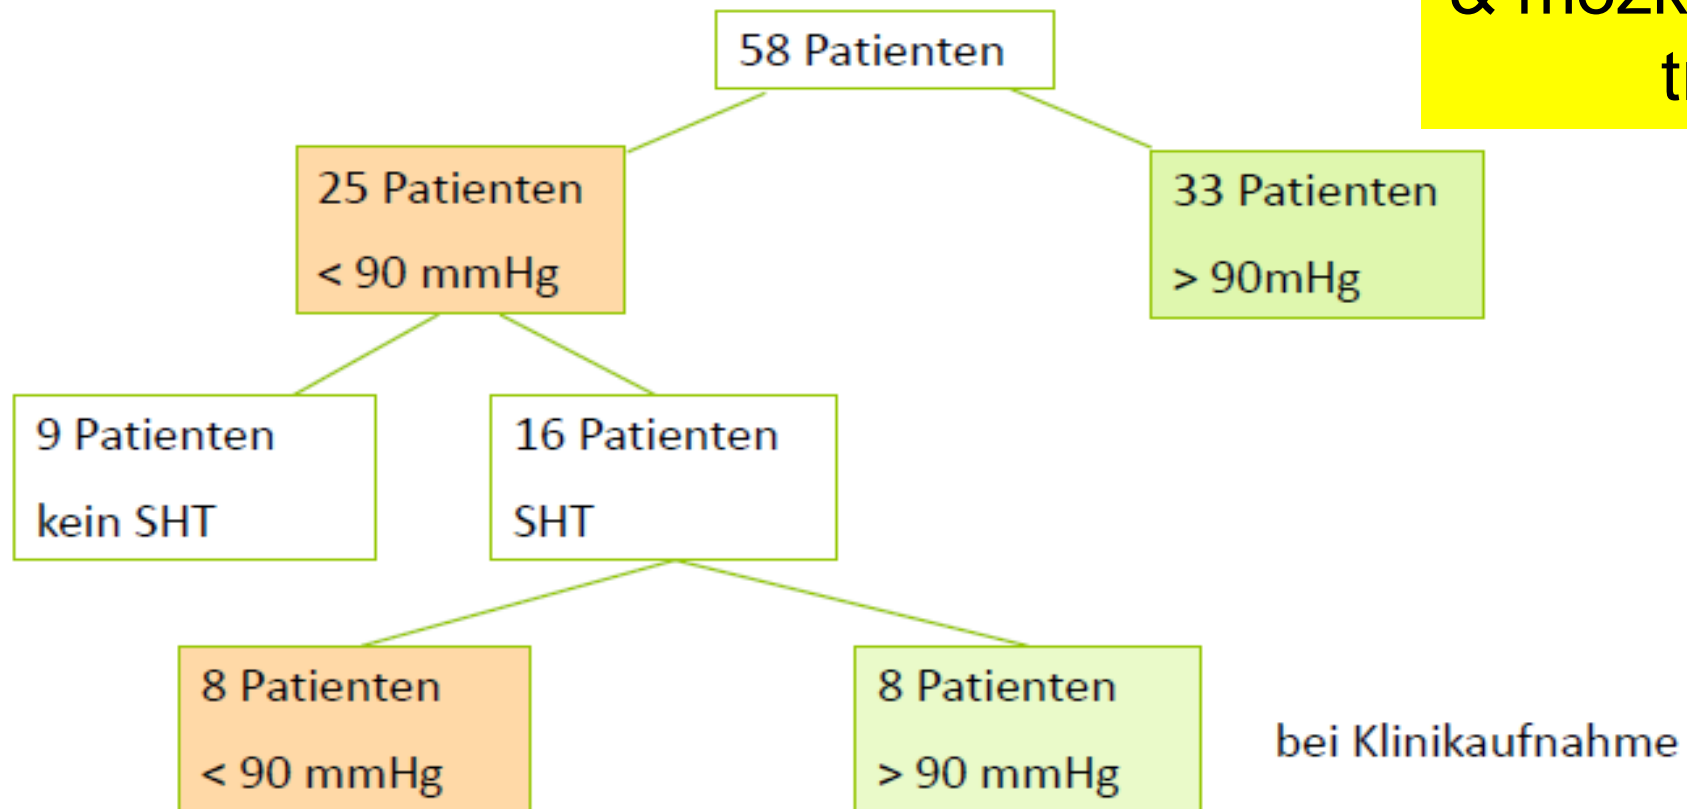 58 Patienten
25 Patienten
< 90 mmHg
33 Patienten
> 90mHg
9 Patienten
kein SHT
16 Patienten
SHT
8 Patienten
< 90 mmHg
8 Patienten
> 90 mmHg
bei Klinikaufnahme